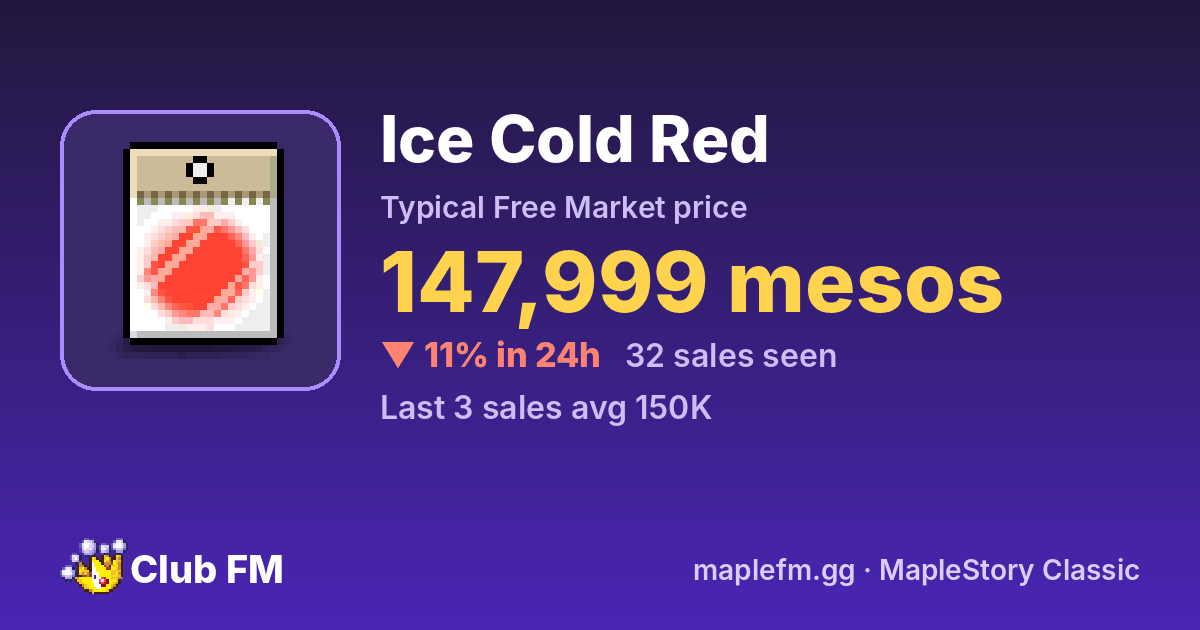 Ice Cold Red
Typical Free Market price
147,999 mesos
▼ 11% in 24h 32 sales seen
Last 3 sales avg 150K
Club FM
maplefm.gg · MapleStory Classic